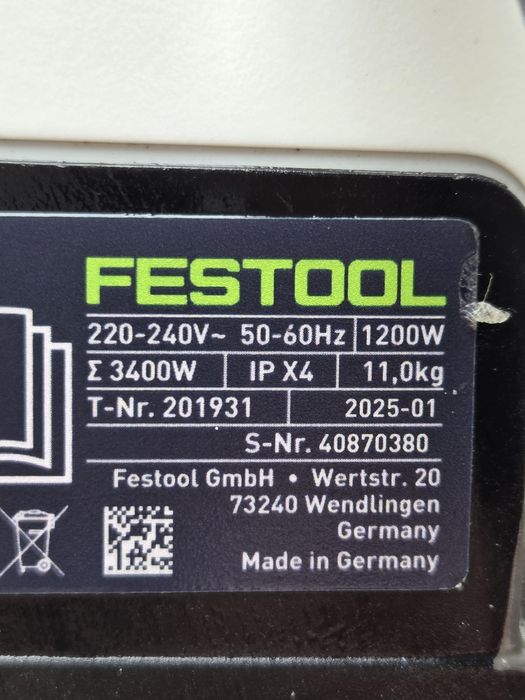 FESTOOL
220-240V~ 50-60Hz 1200W
Σ 3400W IP X4 11,0kg
T-Nr. 201931 2025-01
S-Nr. 40870380
Festool GmbH • Wertstr. 20
73240 Wendlingen
Germany
Made in Germany